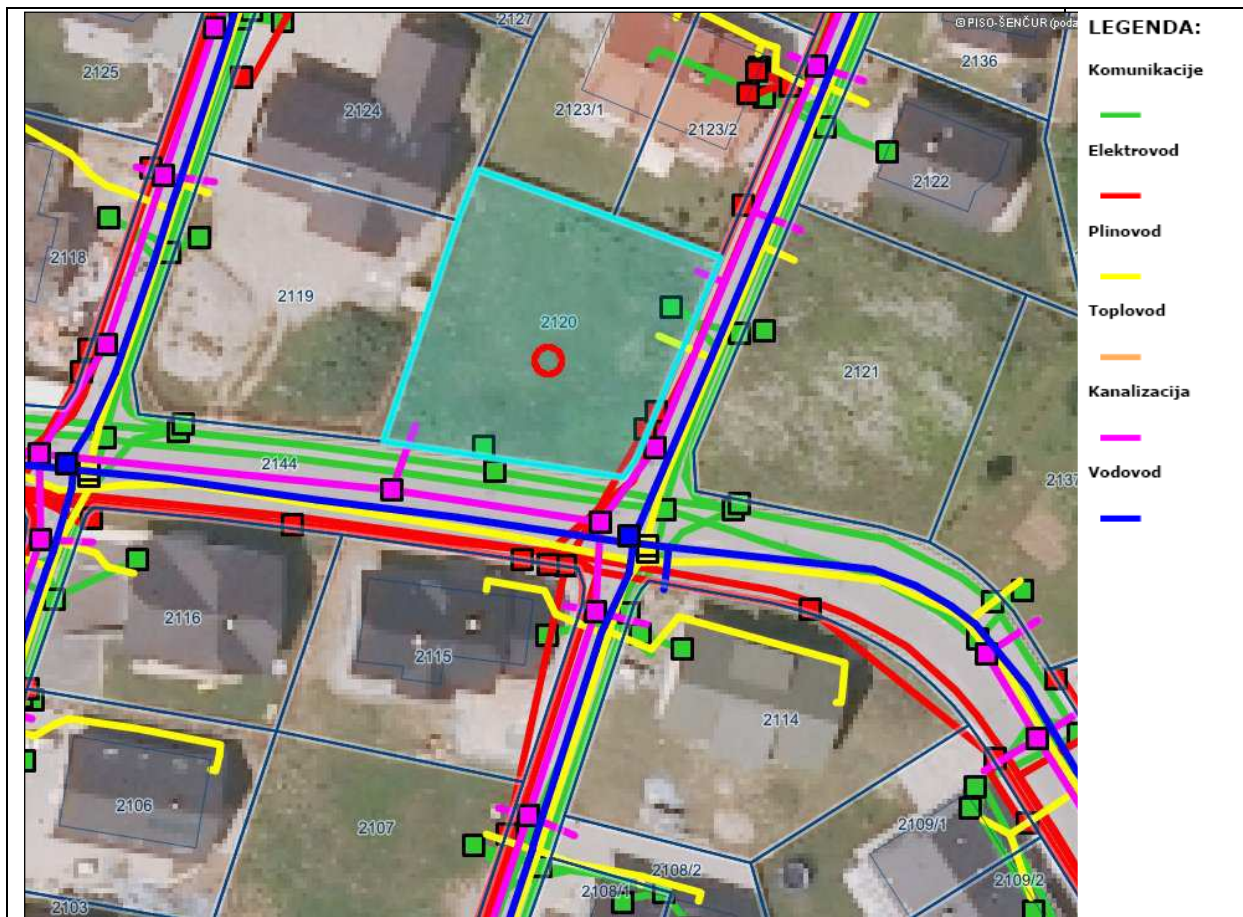 © PISO-ŠENČUR (poda
LEGENDA:
Komunikacije
Elektrovod
Plinovod
Toplovod
Kanalizacija
Vodovod
2127
2125
2124
2123/1
2123/2
2136
2122
2118
2119
2120
2121
2144
2137
2116
2115
2114
2106
2107
2109/1
2108/2
2108/1
2109/2
2103